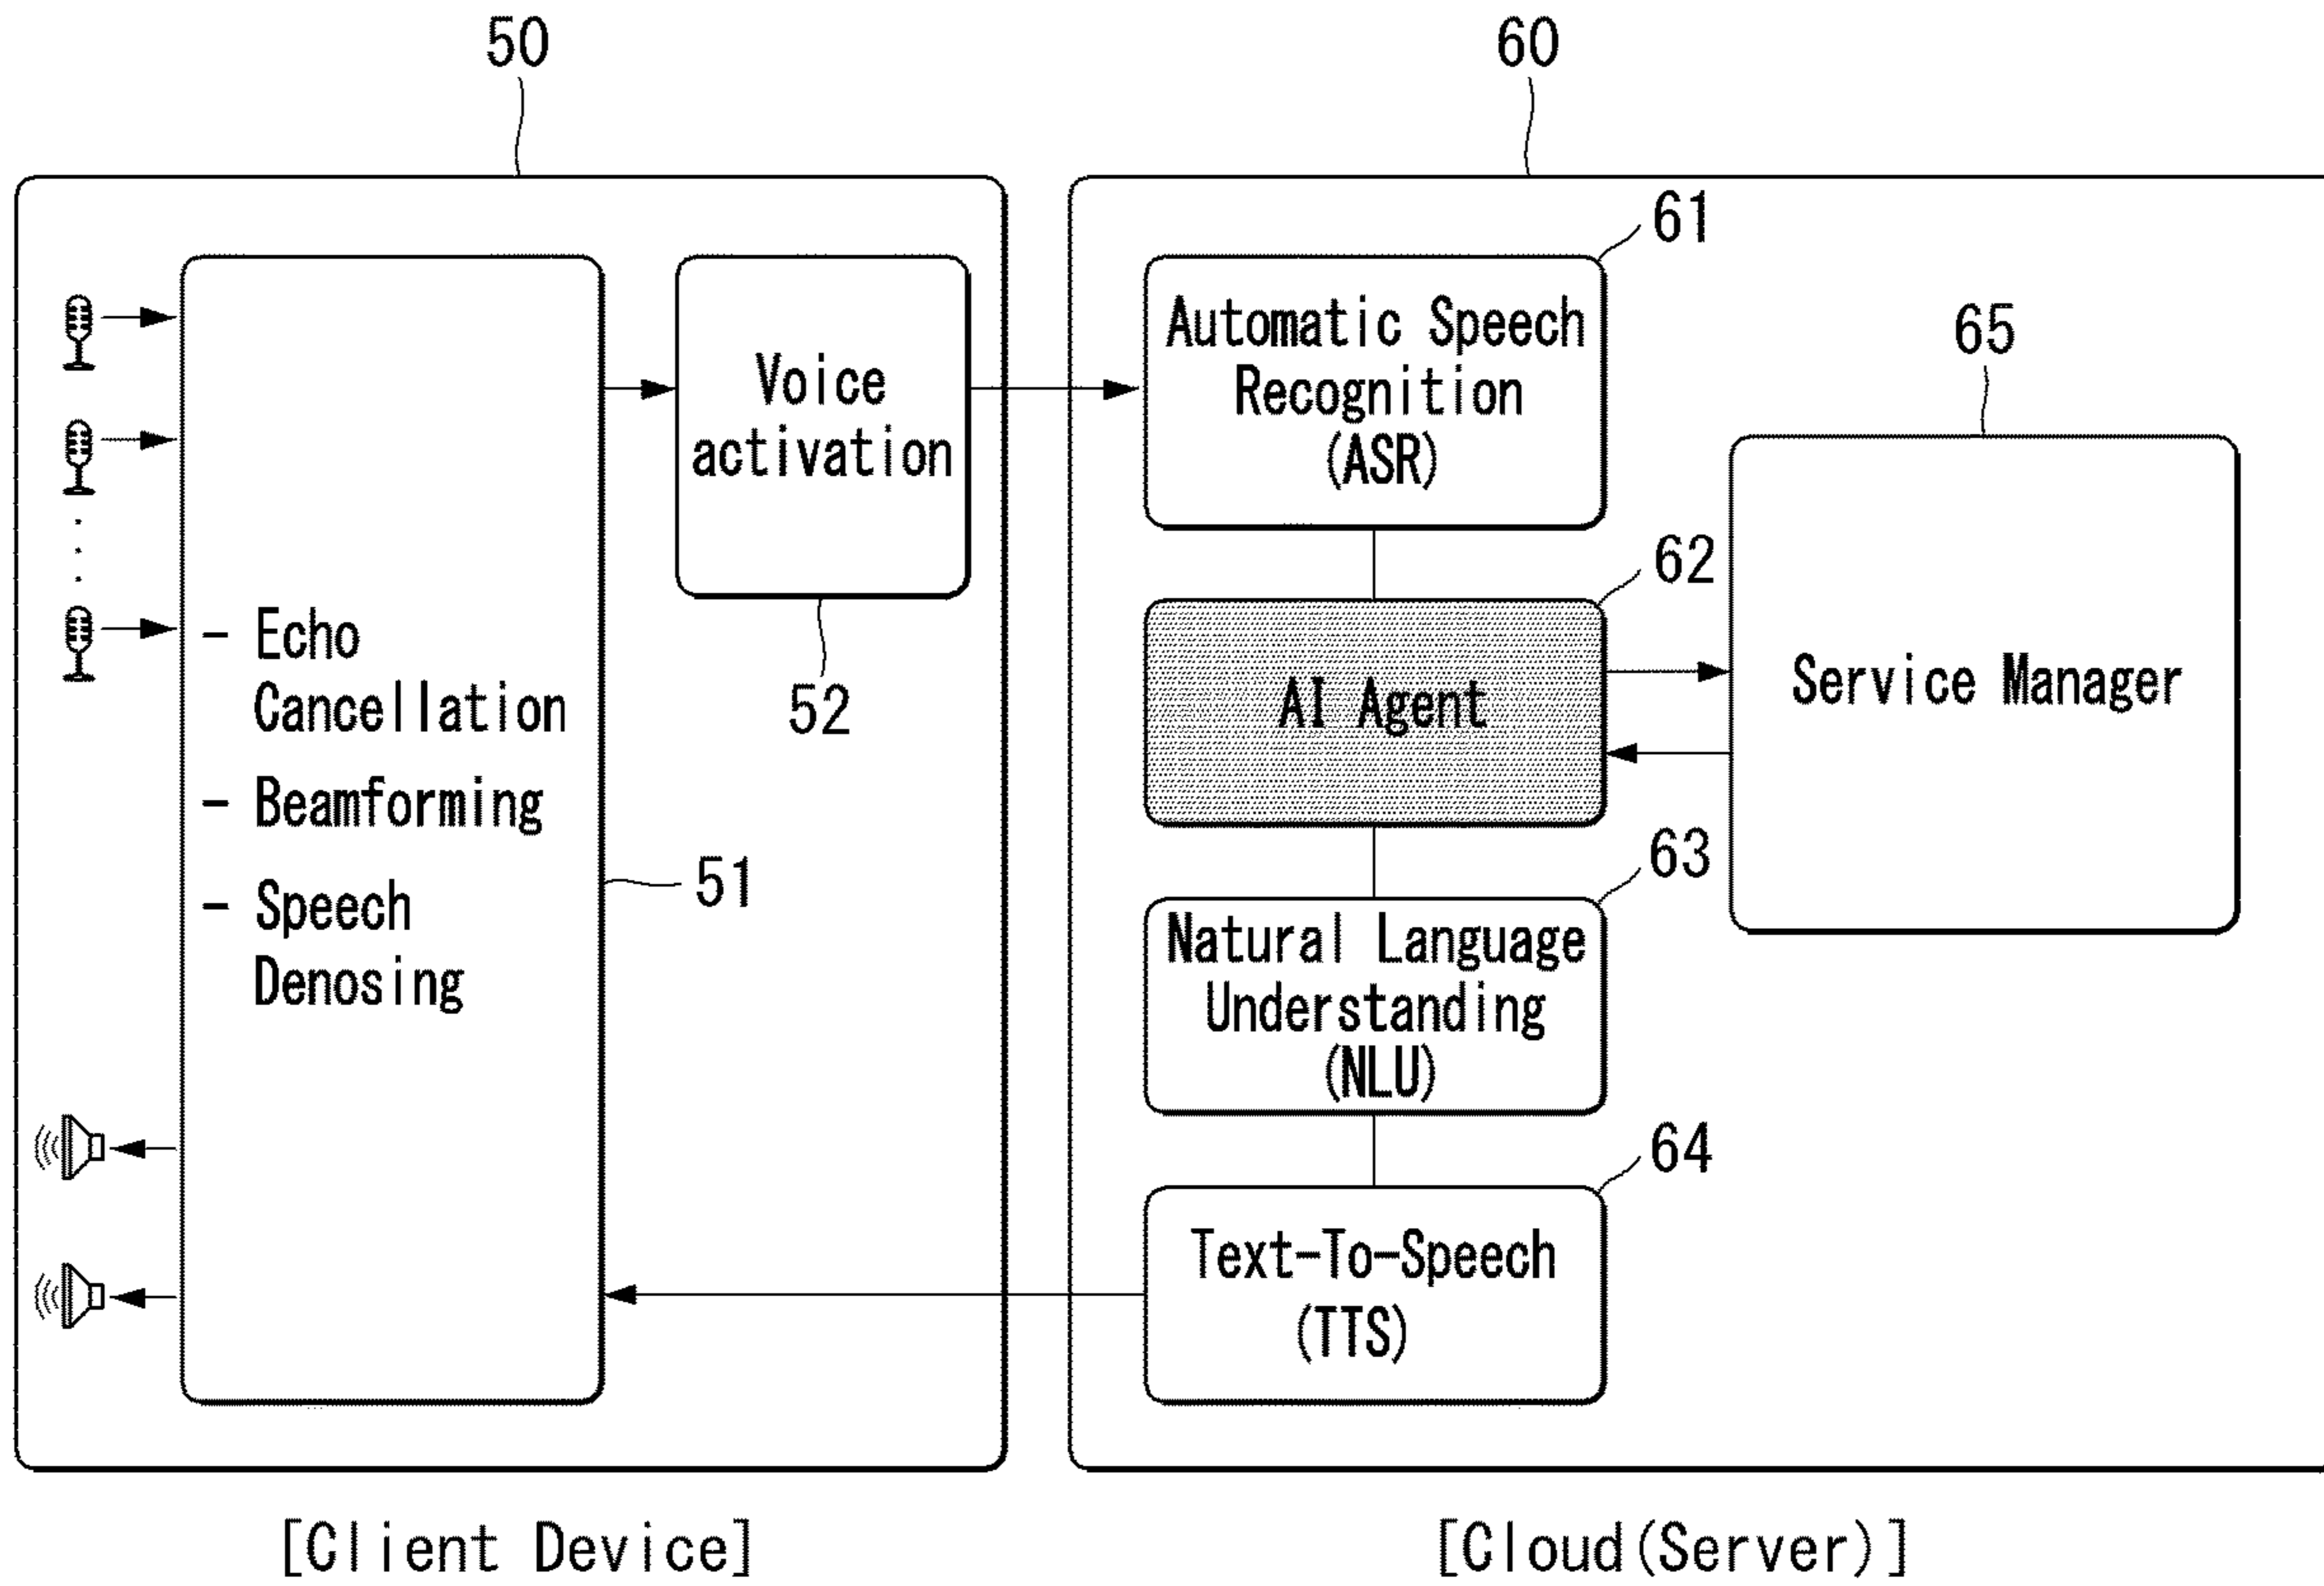 50
60
61
Automatic Speech
Recognition
(ASR)
65
Voice
activation
52
- Echo
Cancellation
- Beamforming
- Speech
Denosing
51
62
AI Agent
Service Manager
63
Natural Language
Understanding
(NLU)
64
Text-To-Speech
(TTS)
[Client Device]
[Cloud(Server)]